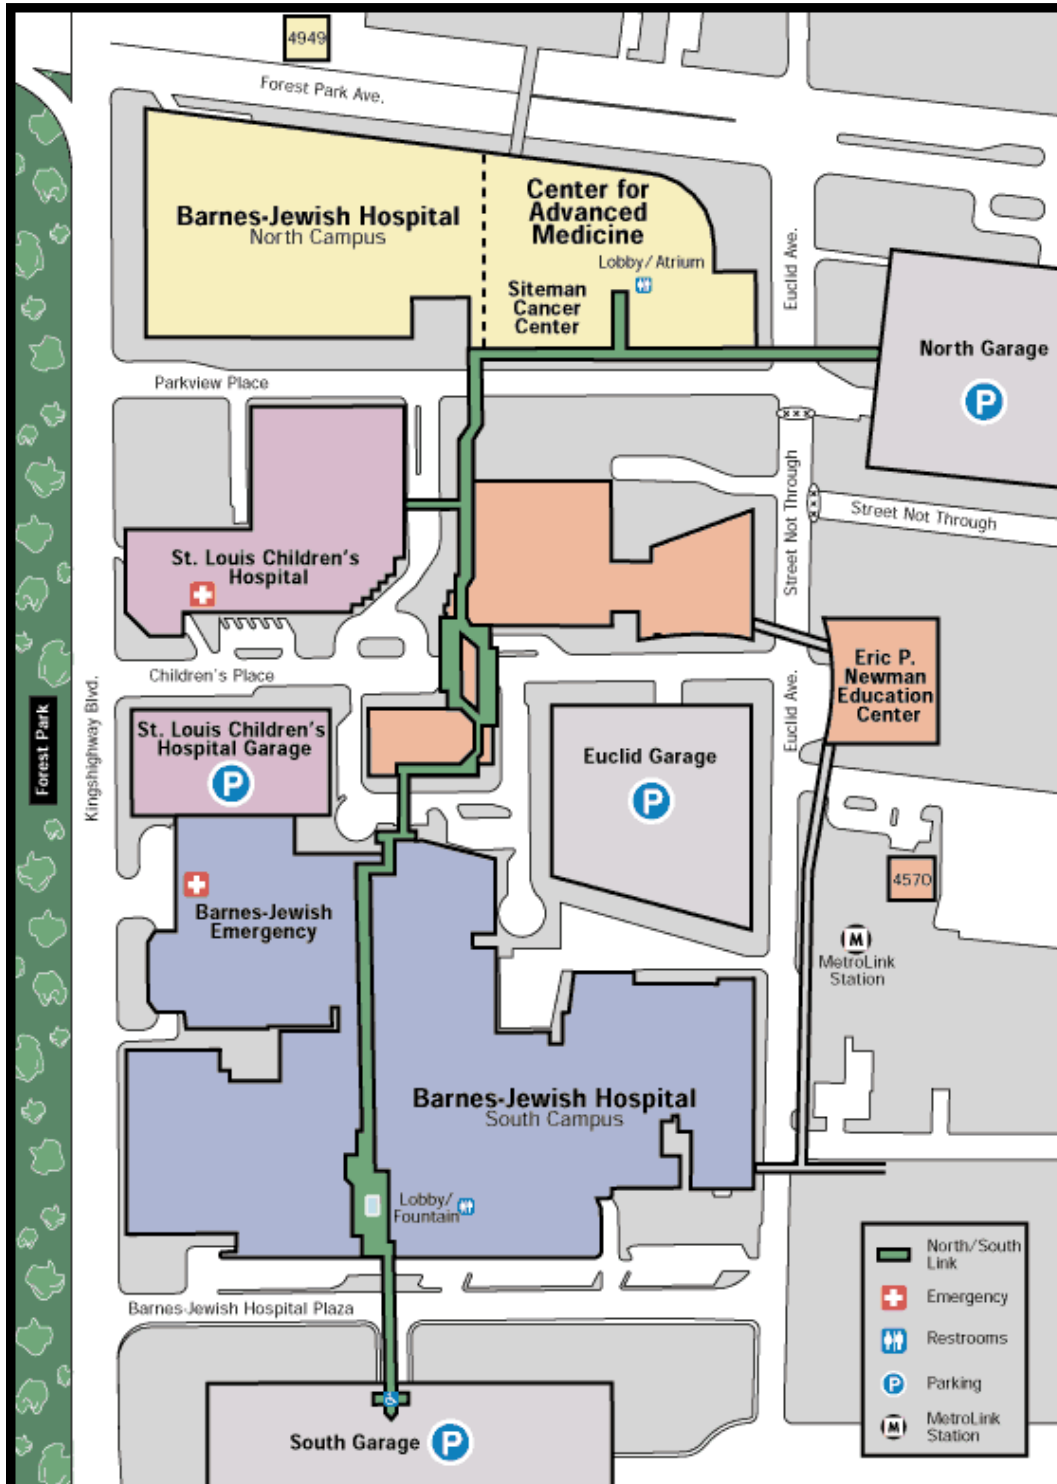 4949
Forest Park Ave.
Barnes-Jewish Hospital
North Campus
Center for
Advanced
Medicine
Lobby/Atrium
Siteman
Cancer
Center
Euclid Ave.
North Garage
P
Parkview Place
Street Not Through
Street Not Through
St. Louis Children's
Hospital
Children's Place
Eric P.
Newman
Education
Center
Euclid Ave.
Kingshighway Blvd.
Forest Park
St. Louis Children's
Hospital Garage
P
Euclid Garage
P
4570
Barnes-Jewish
Emergency
M
MetroLink
Station
Barnes-Jewish Hospital
South Campus
Lobby/
Fountain
Barnes-Jewish Hospital Plaza
South Garage P
North/South
Link
Emergency
Restrooms
P Parking
M MetroLink
Station